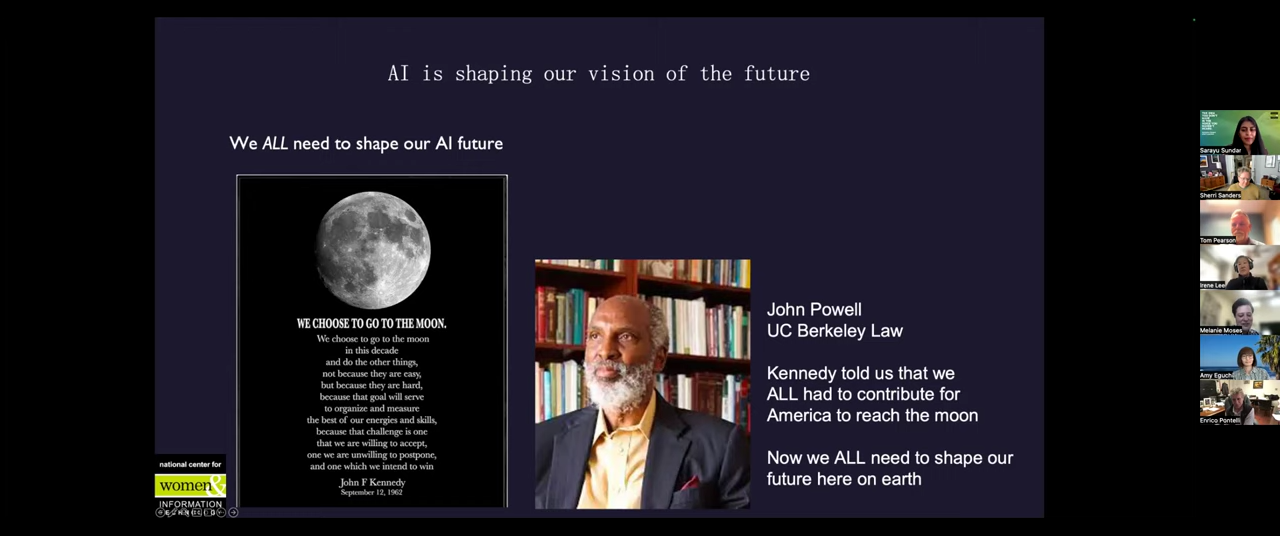 AI is shaping our vision of the future
We ALL need to shape our AI future
WE CHOOSE TO GO TO THE MOON.
We choose to go to the moon
in this decade
and do the other things,
not because they are easy,
but because they are hard,
because that goal will serve
to organize and measure
the best of our energies and skills,
because that challenge is one
that we are willing to accept,
one we are unwilling to postpone,
and one which we intend to win
John F Kennedy
September 12, 1962
John Powell
UC Berkeley Law
Kennedy told us that we
ALL had to contribute for
America to reach the moon
Now we ALL need to shape our
future here on earth
national center for
women&
INFORMATION
Sarayu Sundar
Sherri Sanders
Tom Pearson
Irene Lee
Melanie Moses
Amy Eguchi
Enrico Pontelli